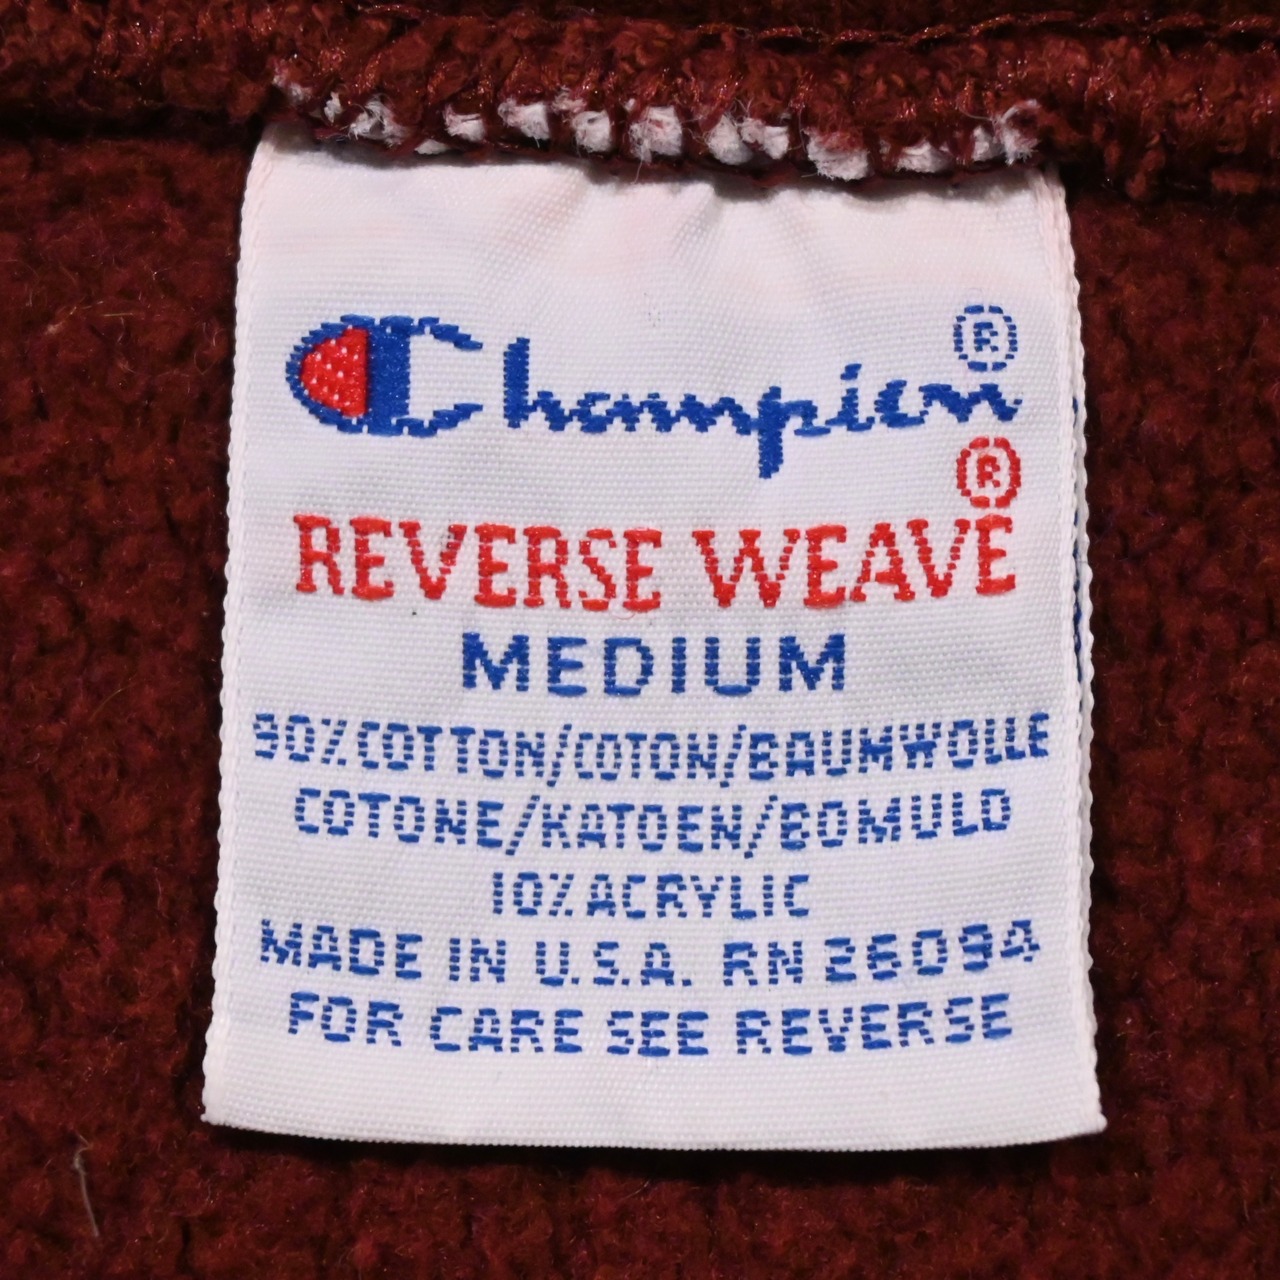 Champion®
REVERSE WEAVE®
MEDIUM
90% COTTON/COTON/BAUMWOLLE
COTONE/KATOEN/BOMULD
10% ACRYLIC
MADE IN U.S.A. RN 26094
FOR CARE SEE REVERSE